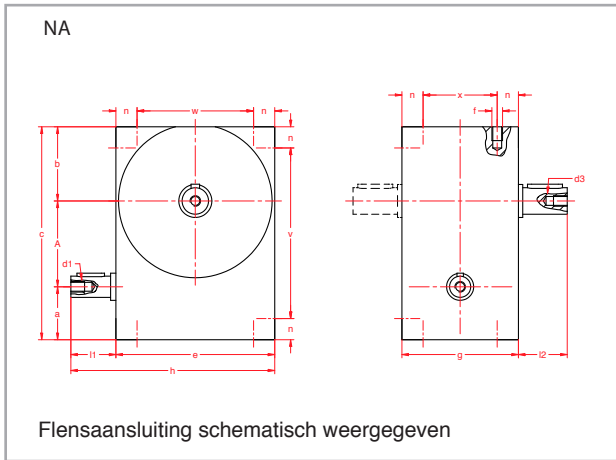 NA
n w n
n x n
f
n
b
d3
c
A
v
d1
a
n
l1 e
g l2
h
Flensaansluiting schematisch weergegeven